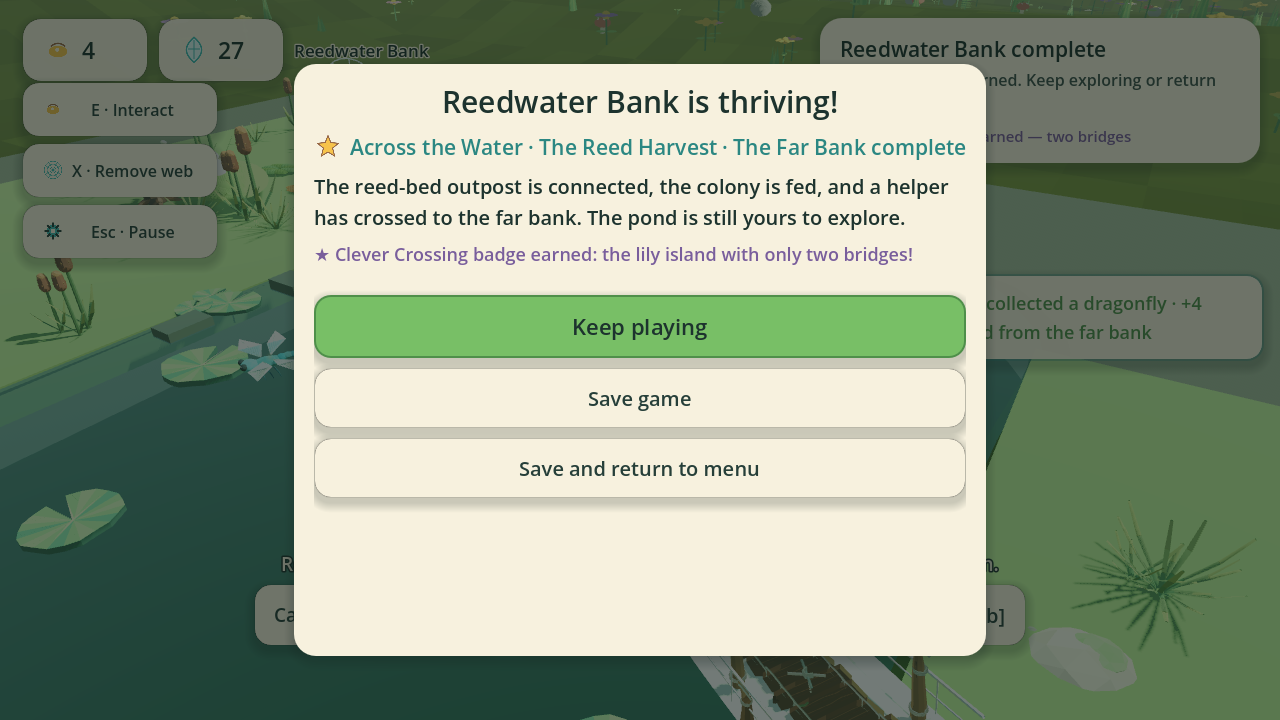 4
27
Reedwater Bank
E · Interact
X · Remove web
Esc · Pause
Reedwater Bank complete
Keep exploring or return
two bridges
Reedwater Bank is thriving!
Across the Water · The Reed Harvest · The Far Bank complete
The reed-bed outpost is connected, the colony is fed, and a helper
has crossed to the far bank. The pond is still yours to explore.
★ Clever Crossing badge earned: the lily island with only two bridges!
Keep playing
Save game
Save and return to menu
collected a dragonfly · +4
from the far bank